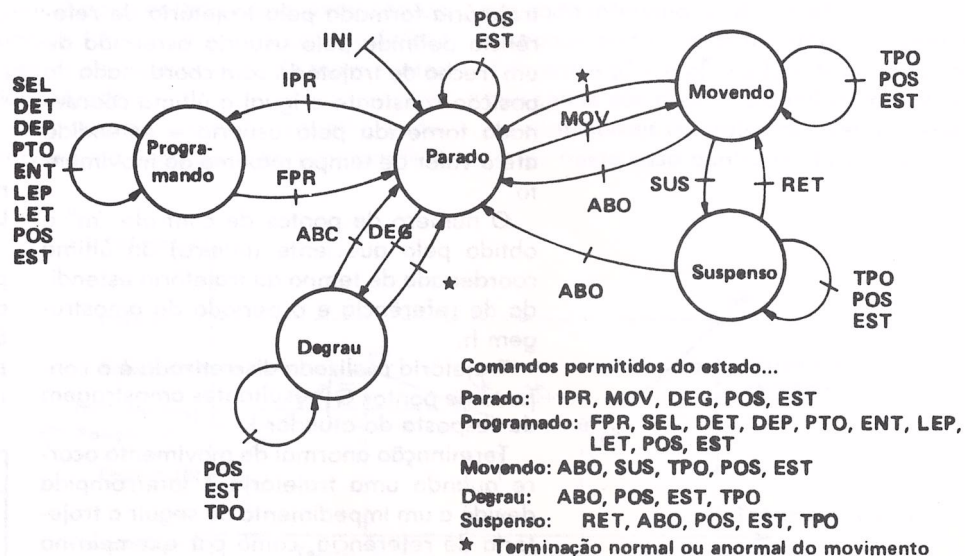 INI
POS
EST
IPR
★
MOV
Movendo
TPO
POS
EST
SEL
DET
DEP
PTO
ENT
LEP
LET
POS
EST
Progra-
mando
Parado
FPR
SUS
RET
ABO
ABC
DEG
★
ABO
Suspenso
TPO
POS
EST
Degrau
POS
EST
TPO
Comandos permitidos do estado...
Parado: IPR, MOV, DEG, POS, EST
Programado: FPR, SEL, DET, DEP, PTO, ENT, LEP,
LET, POS, EST
Movendo: ABO, SUS, TPO, POS, EST
Degrau: ABO, POS, EST, TPO
Suspenso: RET, ABO, POS, EST, TPO
★ Terminação normal ou anormal do movimento